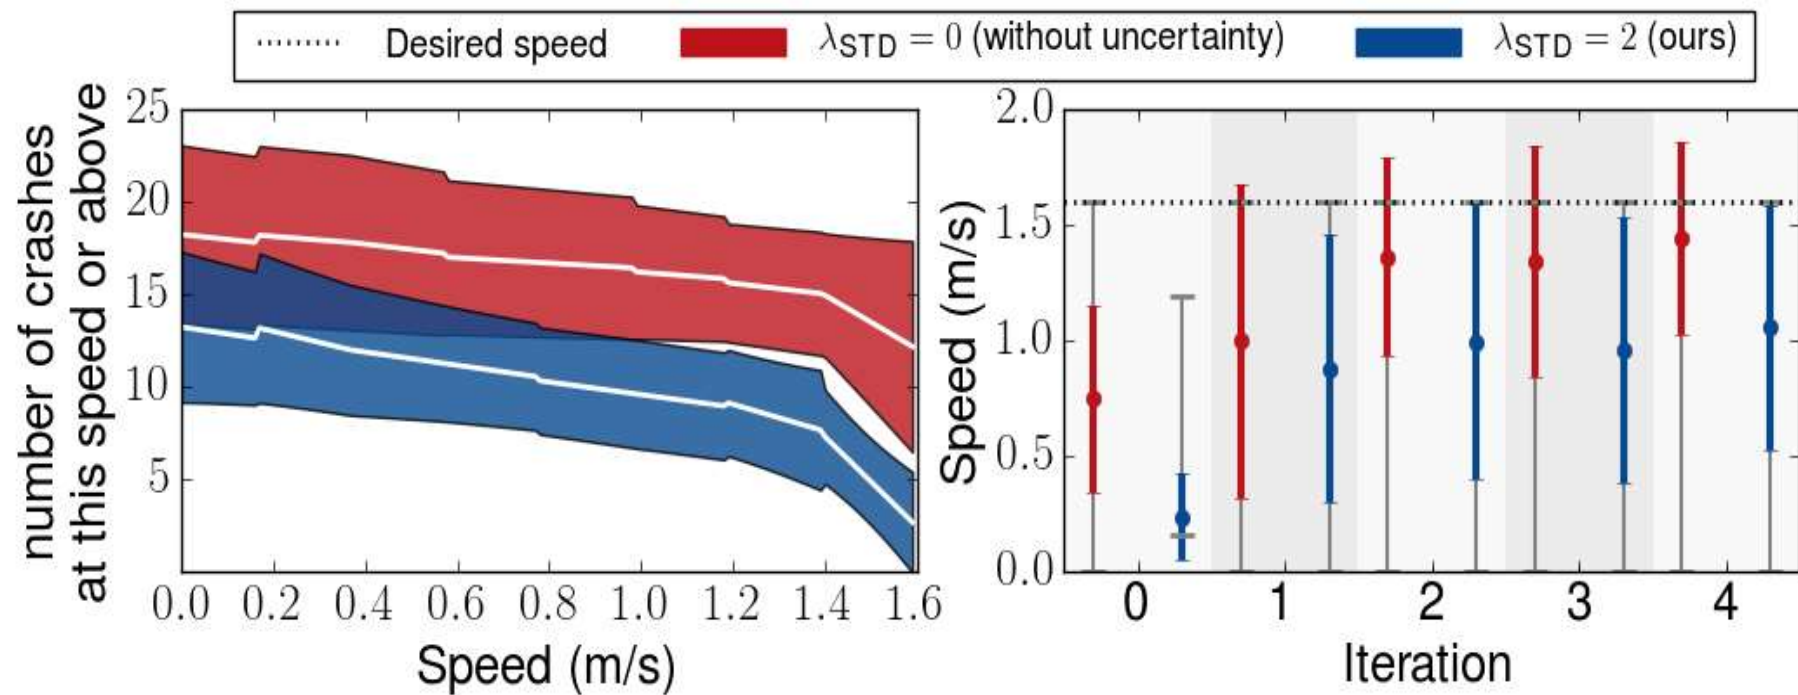 Desired speed λSTD = 0 (without uncertainty) λSTD = 2 (ours)
number of crashes
at this speed or above
25
20
15
10
5
0.0 0.2 0.4 0.6 0.8 1.0 1.2 1.4 1.6
Speed (m/s)
Speed (m/s)
2.0
1.5
1.0
0.5
0.0
0 1 2 3 4
Iteration